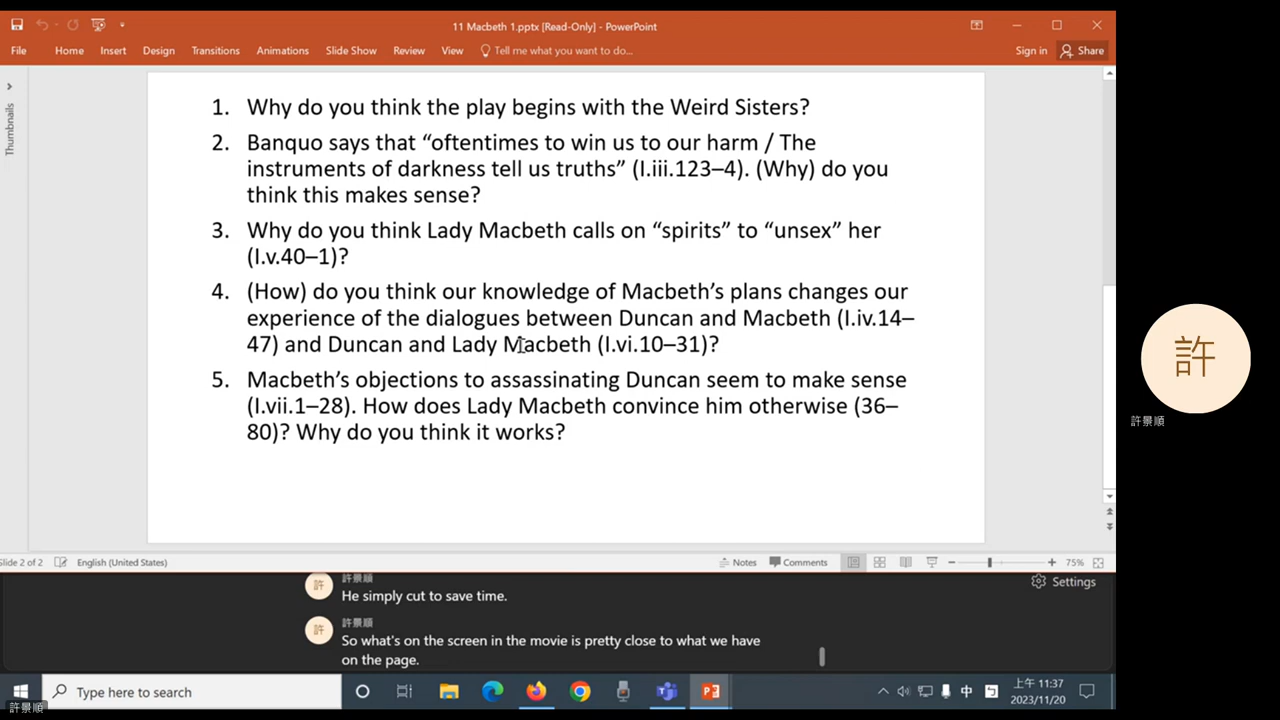 11 Macbeth 1.pptx [Read-Only] - PowerPoint
File Home Insert Design Transitions Animations Slide Show Review View Tell me what you want to do... Sign in Share
Thumbnails
1. Why do you think the play begins with the Weird Sisters?
2. Banquo says that “oftentimes to win us to our harm / The
instruments of darkness tell us truths” (I.iii.123–4). (Why) do you
think this makes sense?
3. Why do you think Lady Macbeth calls on “spirits” to “unsex” her
(I.v.40–1)?
4. (How) do you think our knowledge of Macbeth’s plans changes our
experience of the dialogues between Duncan and Macbeth (I.iv.14–
47) and Duncan and Lady Macbeth (I.vi.10–31)?
5. Macbeth’s objections to assassinating Duncan seem to make sense
(I.vii.1–28). How does Lady Macbeth convince him otherwise (36–
80)? Why do you think it works?
許
許景順
Slide 2 of 2 English (United States) Notes Comments 75%
許 許景順
He simply cut to save time.
Settings
許 許景順
So what's on the screen in the movie is pretty close to what we have
on the page.
Type here to search
中
上午 11:37
2023/11/20
許景順